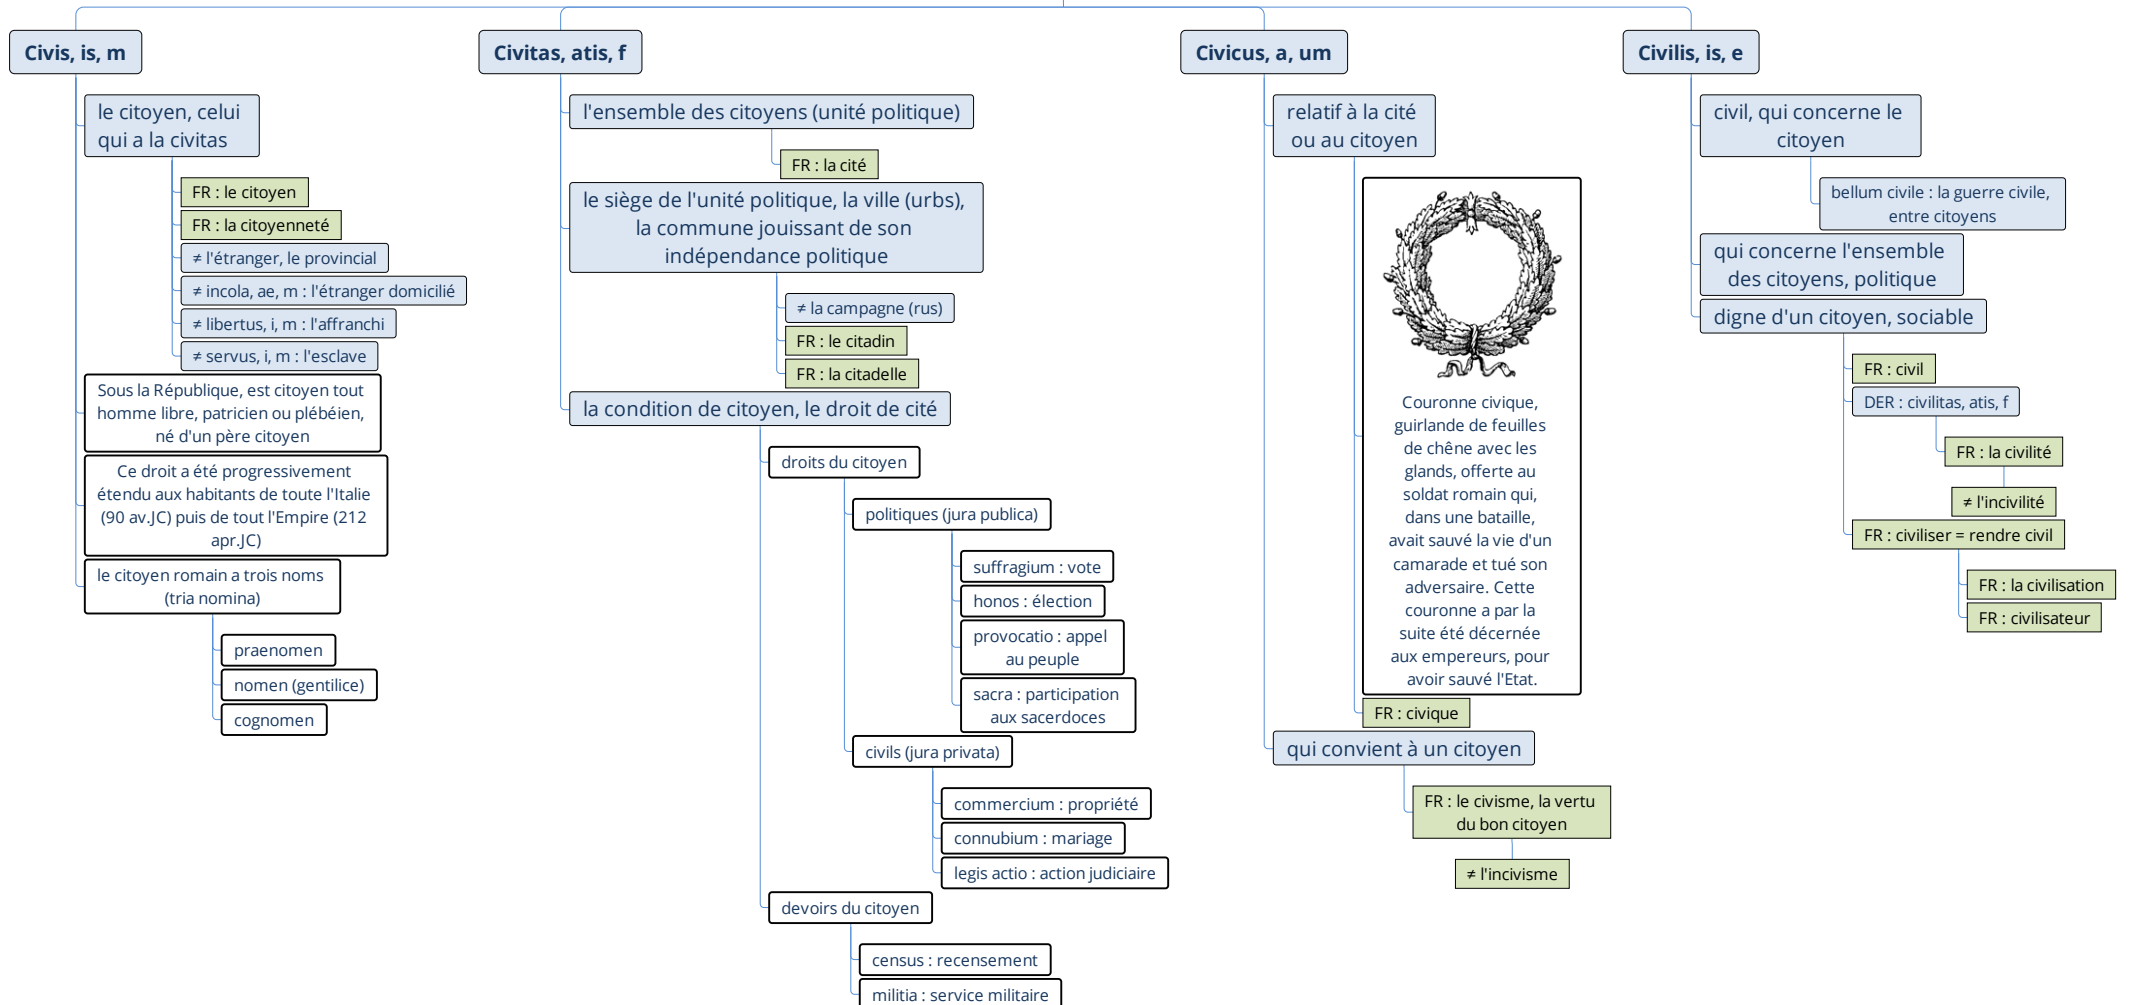 Civis, is, m
le citoyen, celui
qui a la civitas
FR : le citoyen
FR : la citoyenneté
≠ l'étranger, le provincial
≠ incola, ae, m : l'étranger domicilié
≠ libertus, i, m : l'affranchi
≠ servus, i, m : l'esclave
Sous la République, est citoyen tout
homme libre, patricien ou plébéien,
né d'un père citoyen
Ce droit a été progressivement
étendu aux habitants de toute l'Italie
(90 av.JC) puis de tout l'Empire (212
apr.JC)
le citoyen romain a trois noms
(tria nomina)
praenomen
nomen (gentilice)
cognomen
Civitas, atis, f
l'ensemble des citoyens (unité politique)
FR : la cité
le siège de l'unité politique, la ville (urbs),
la commune jouissant de son
indépendance politique
≠ la campagne (rus)
FR : le citadin
FR : la citadelle
la condition de citoyen, le droit de cité
droits du citoyen
politiques (jura publica)
suffragium : vote
honos : élection
provocatio : appel
au peuple
sacra : participation
aux sacerdoces
civils (jura privata)
commercium : propriété
connubium : mariage
legis actio : action judiciaire
devoirs du citoyen
census : recensement
militia : service militaire
Civicus, a, um
relatif à la cité
ou au citoyen
Couronne civique,
guirlande de feuilles
de chêne avec les
glands, offerte au
soldat romain qui,
dans une bataille,
avait sauvé la vie d'un
camarade et tué son
adversaire. Cette
couronne a par la
suite été décernée
aux empereurs, pour
avoir sauvé l'Etat.
FR : civique
qui convient à un citoyen
FR : le civisme, la vertu
du bon citoyen
≠ l'incivisme
Civilis, is, e
civil, qui concerne le
citoyen
bellum civile : la guerre civile,
entre citoyens
qui concerne l'ensemble
des citoyens, politique
digne d'un citoyen, sociable
FR : civil
DER : civilitas, atis, f
FR : la civilité
≠ l'incivilité
FR : civiliser = rendre civil
FR : la civilisation
FR : civilisateur